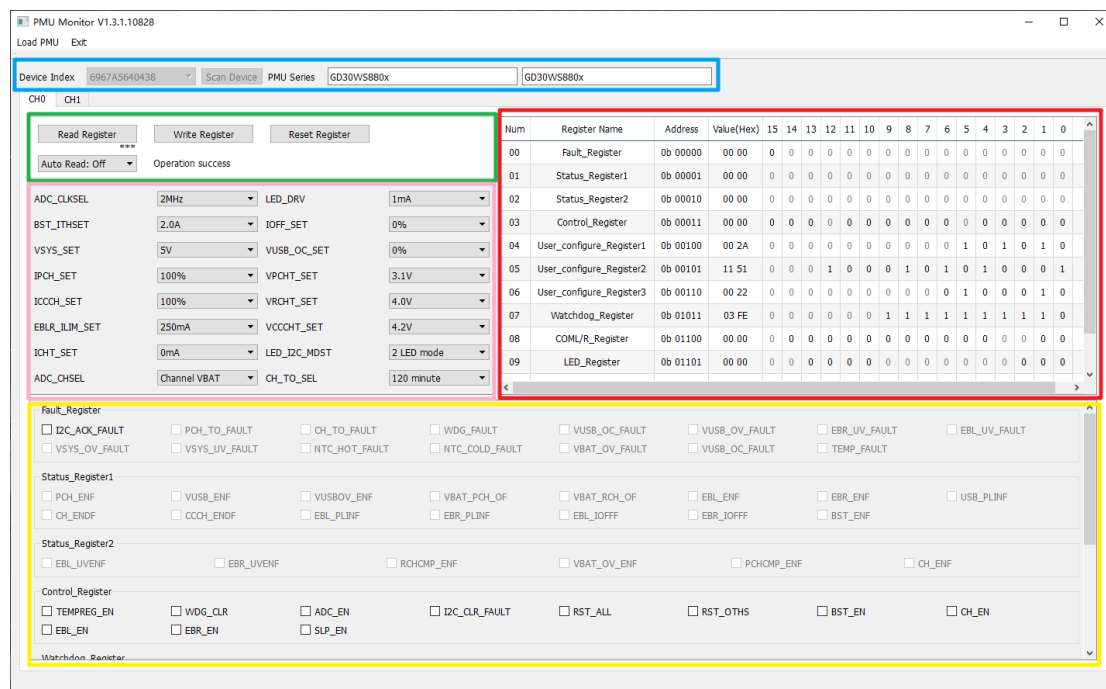 PMU Monitor V1.3.1.10828
Load PMU Exit
Device Index 6967A564043B Scan Device PMU Series GD30WS880x GD30WS880x
CH0 CH1
Read Register Write Register Reset Register
***
Auto Read: Off Operation success
ADC_CLKSEL 2MHz LED_DRV 1mA
BST_ITHSET 2.0A IOFF_SET 0%
VSYS_SET 5V VUSB_OC_SET 0%
IPCH_SET 100% VPCHT_SET 3.1V
ICCCH_SET 100% VRCHT_SET 4.0V
EBLR_ILIM_SET 250mA VCCCHT_SET 4.2V
ICHT_SET 0mA LED_I2C_MDST 2 LED mode
ADC_CHSEL Channel VBAT CH_TO_SEL 120 minute
Num Register Name Address Value(Hex) 15 14 13 12 11 10 9 8 7 6 5 4 3 2 1 0
00 Fault_Register 0b 00000 00 00 0 0 0 0 0 0 0 0 0 0 0 0 0 0 0 0
01 Status_Register1 0b 00001 00 00 0 0 0 0 0 0 0 0 0 0 0 0 0 0 0 0
02 Status_Register2 0b 00010 00 00 0 0 0 0 0 0 0 0 0 0 0 0 0 0 0 0
03 Control_Register 0b 00011 00 00 0 0 0 0 0 0 0 0 0 0 0 0 0 0 0 0
04 User_configure_Register1 0b 00100 00 2A 0 0 0 0 0 0 0 0 0 0 1 0 1 0 1 0
05 User_configure_Register2 0b 00101 11 51 0 0 0 1 0 0 0 1 0 1 0 1 0 0 0 1
06 User_configure_Register3 0b 00110 00 22 0 0 0 0 0 0 0 0 0 0 1 0 0 0 1 0
07 Watchdog_Register 0b 01011 03 FE 0 0 0 0 0 0 1 1 1 1 1 1 1 1 1 0
08 COML/R_Register 0b 01100 00 00 0 0 0 0 0 0 0 0 0 0 0 0 0 0 0 0
09 LED_Register 0b 01101 00 00 0 0 0 0 0 0 0 0 0 0 0 0 0 0 0 0
Fault_Register
I2C_ACK_FAULT PCH_TO_FAULT CH_TO_FAULT WDG_FAULT VUSB_OC_FAULT VUSB_OV_FAULT EBR_UV_FAULT EBL_UV_FAULT
VSYS_OV_FAULT VSYS_UV_FAULT NTC_HOT_FAULT NTC_COLD_FAULT VBAT_OV_FAULT VUSB_OC_FAULT TEMP_FAULT
Status_Register1
PCH_ENF VUSB_ENF VUSBOV_ENF VBAT_PCH_OF VBAT_RCH_OF EBL_ENF EBR_ENF USB_PLINF
CH_ENDF CCCH_ENDF EBL_PLINF EBR_PLINF EBL_IOFFF EBR_IOFFF BST_ENF
Status_Register2
EBL_UVENF EBR_UVENF RCHCMP_ENF VBAT_OV_ENF PCHCMP_ENF CH_ENF
Control_Register
TEMPREG_EN WDG_CLR ADC_EN I2C_CLR_FAULT RST_ALL RST_OTHS BST_EN CH_EN
EBL_EN EBR_EN SLP_EN
Watchdog_Register